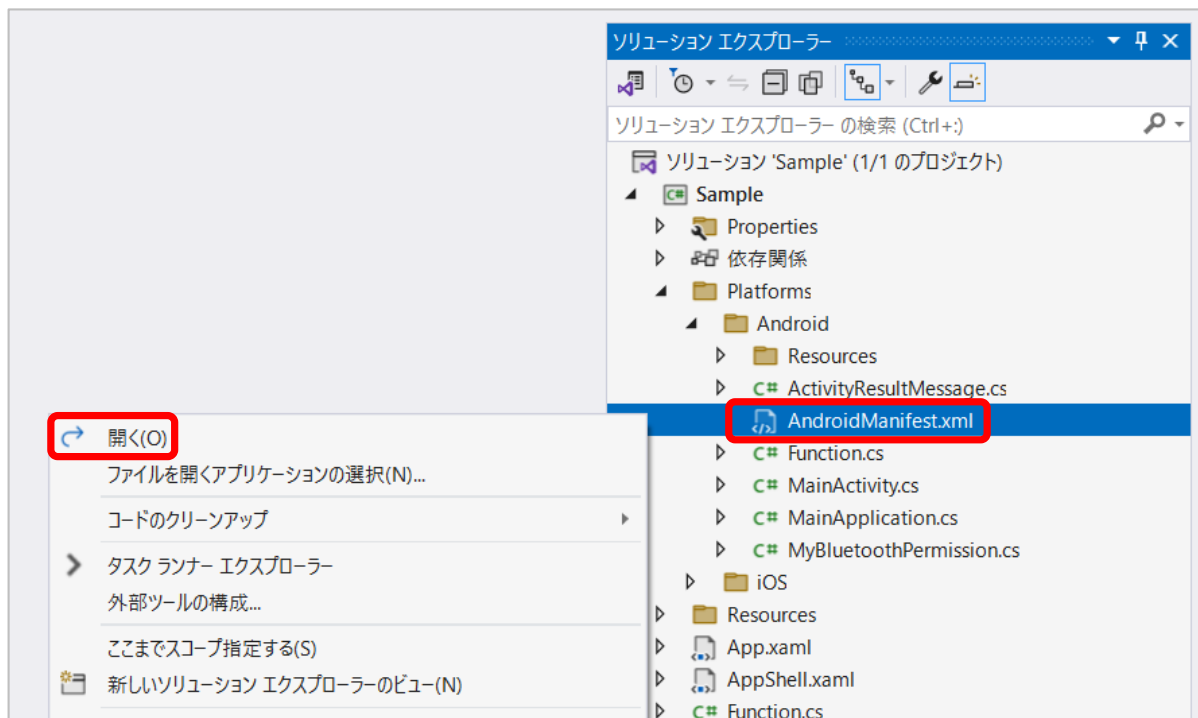 ソリューション エクスプローラー
ソリューション エクスプローラー の検索 (Ctrl+:)
ソリューション 'Sample' (1/1 のプロジェクト)
C# Sample
Properties
依存関係
Platforms
Android
Resources
C# ActivityResultMessage.cs
AndroidManifest.xml
C# Function.cs
C# MainActivity.cs
C# MainApplication.cs
C# MyBluetoothPermission.cs
iOS
Resources
App.xaml
AppShell.xaml
C# Function.cs
開く(O)
ファイルを開くアプリケーションの選択(N)...
コードのクリーンアップ
タスク ランナー エクスプローラー
外部ツールの構成...
ここまでスコープ指定する(S)
新しいソリューション エクスプローラーのビュー(N)